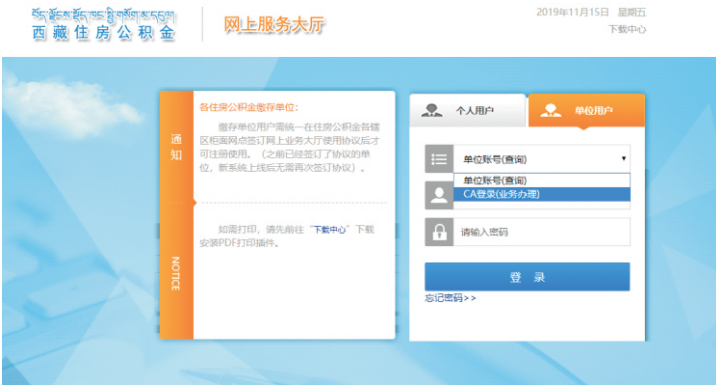 西藏住房公积金
网上服务大厅
2019年11月15日 星期五
下载中心
通知
各住房公积金缴存单位：
缴存单位用户需统一在住房公积金各辖
区柜面网点签订网上业务大厅使用协议后才
可注册使用。（之前已经签订了协议的单
位，新系统上线后无需再次签订协议）。
NOTICE
如需打印，请先前往“下载中心”下载
安装PDF打印插件。
个人用户
单位用户
单位账号(查询)
单位账号(查询)
CA登录(业务办理)
请输入密码
登 录
忘记密码>>